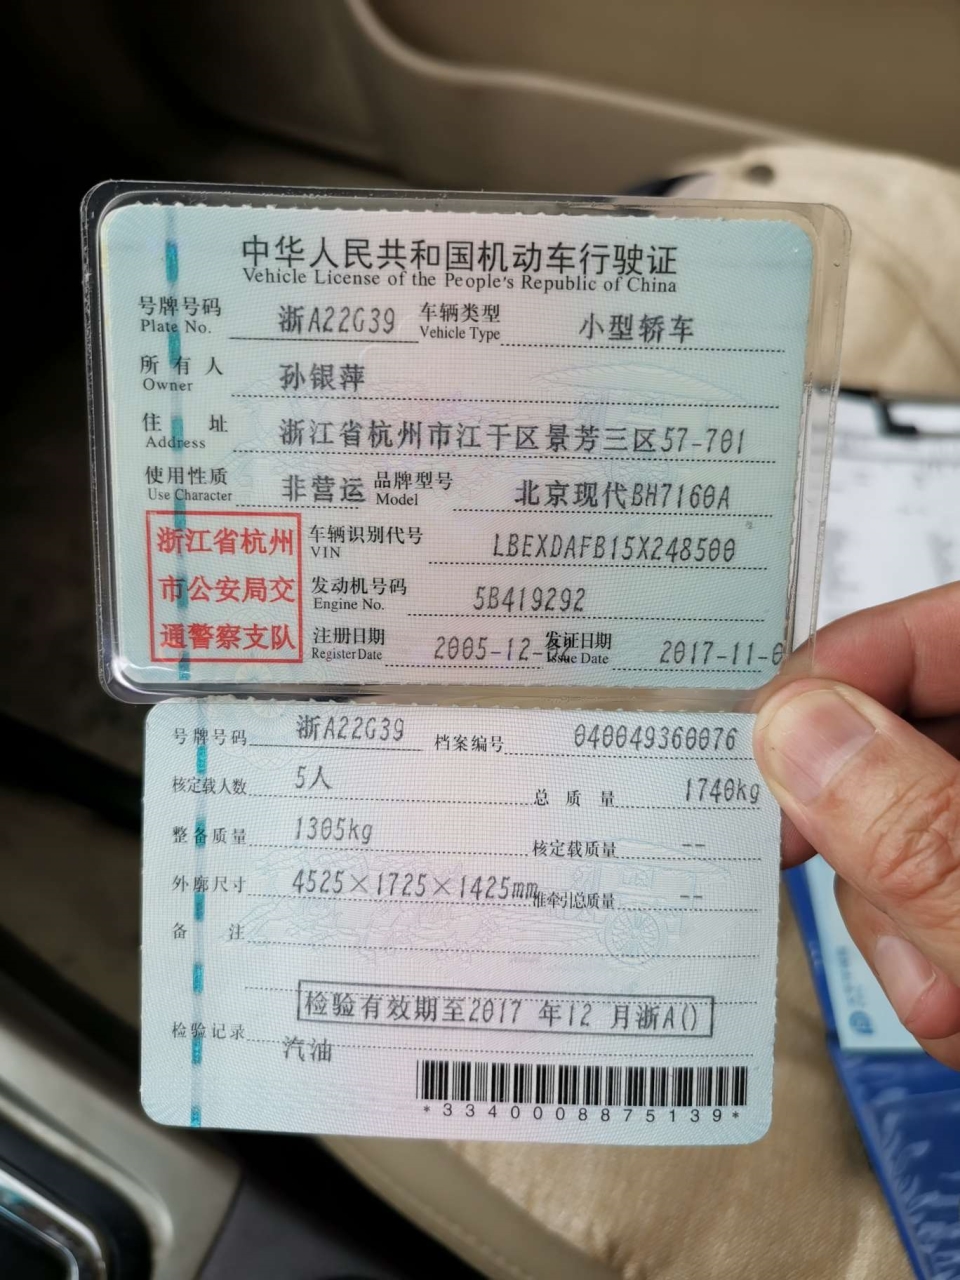 中华人民共和国机动车行驶证
Vehicle License of the People's Republic of China
号牌号码 浙A22G39 车辆类型 小型轿车
Plate No. Vehicle Type
所有人 孙银萍
Owner
住址 浙江省杭州市江干区景芳三区57-701
Address
使用性质 非营运 品牌型号 北京现代BH7160A
Use Character Model
浙江省杭州
市公安局交
通警察支队
车辆识别代号 LBEXDAFB15X248500
VIN
发动机号码 5B419292
Engine No.
注册日期 2005-12-02 发证日期 2017-11-0
Register Date Issue Date
号牌号码 浙A22G39 档案编号 040049360076
核定载人数 5人 总质量 1740kg
整备质量 1305kg 核定载质量 --
外廓尺寸 4525×1725×1425mm 准牵引总质量 --
备注
检验有效期至2017 年12 月浙A()
检验记录 汽油
*3340008875139*